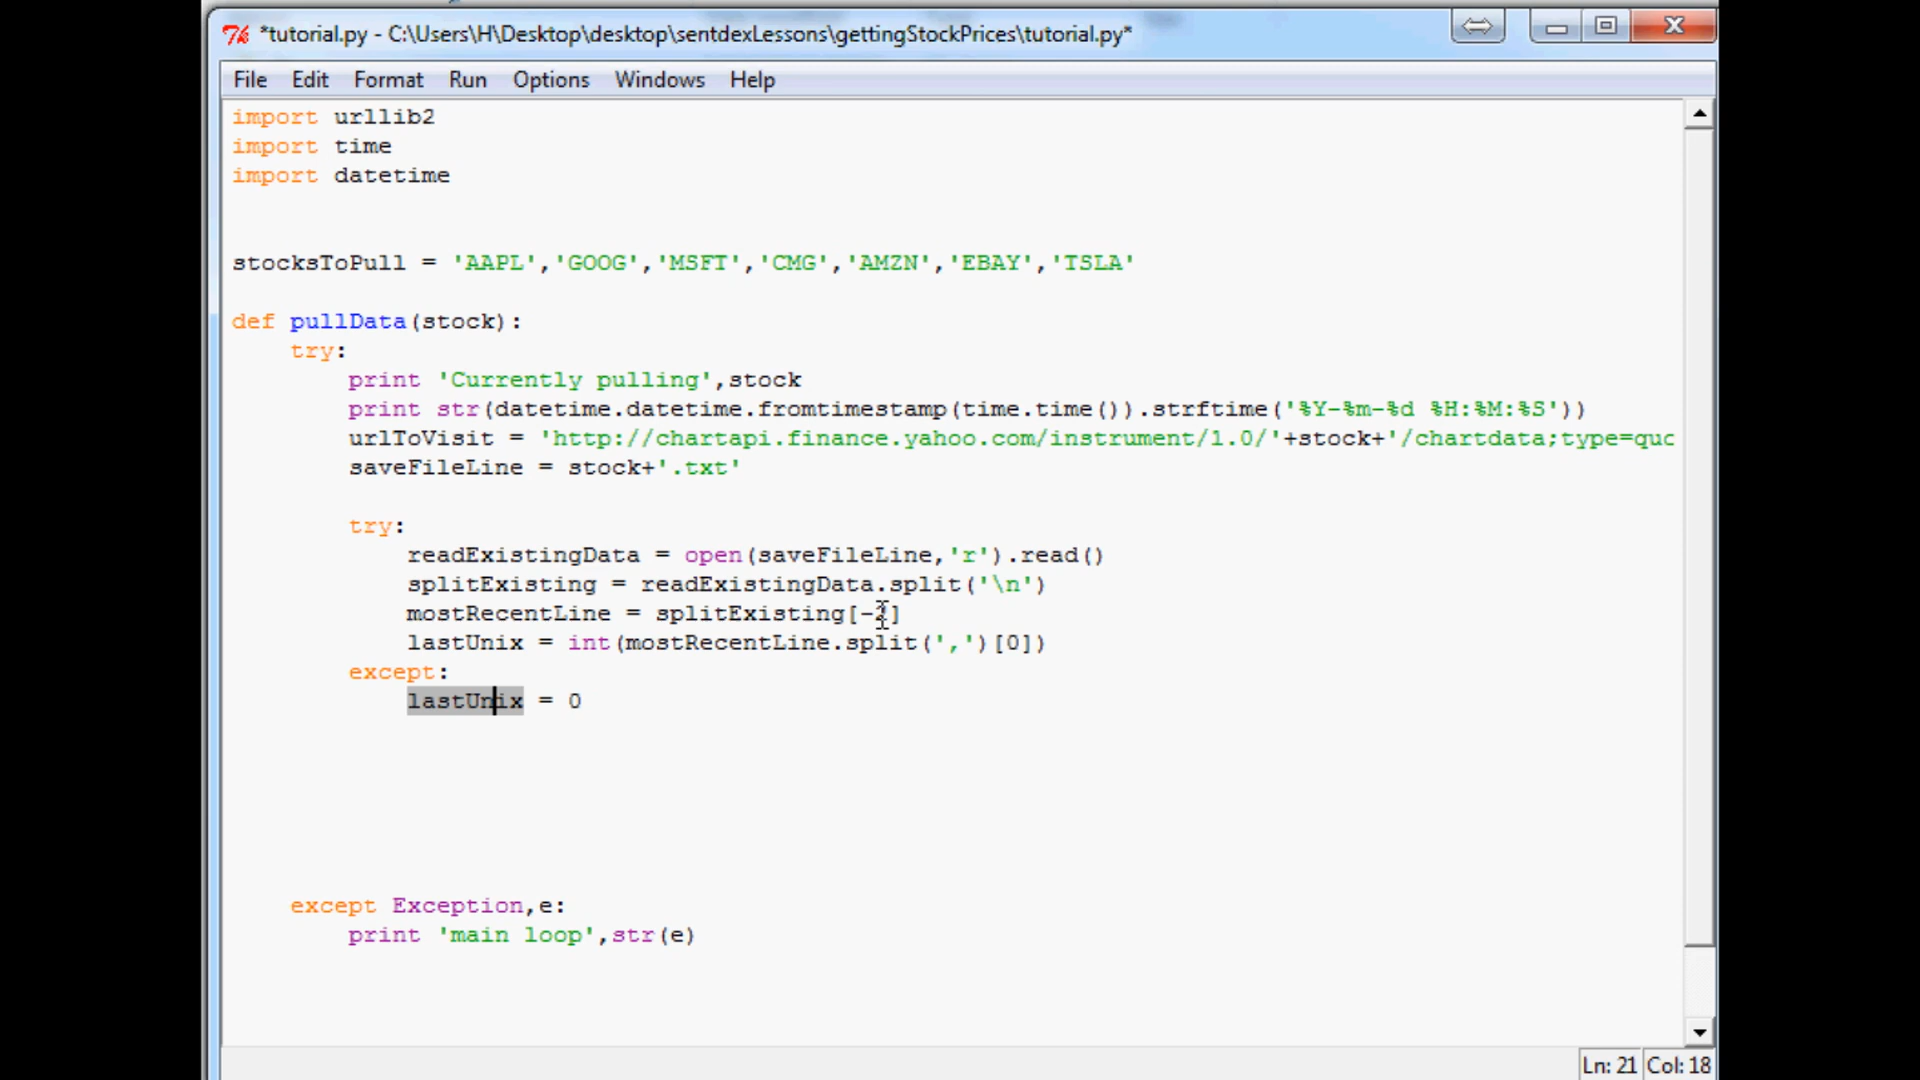 *tutorial.py - C:\Users\H\Desktop\desktop\sentdexLessons\gettingStockPrices\tutorial.py*
File Edit Format Run Options Windows Help
import urllib2
import time
import datetime
stocksToPull = 'AAPL','GOOG','MSFT','CMG','AMZN','EBAY','TSLA'
def pullData(stock):
try:
print 'Currently pulling',stock
print str(datetime.datetime.fromtimestamp(time.time()).strftime('%Y-%m-%d %H:%M:%S'))
urlToVisit = 'http://chartapi.finance.yahoo.com/instrument/1.0/'+stock+'/chartdata;type=quo
saveFileLine = stock+'.txt'
try:
readExistingData = open(saveFileLine,'r').read()
splitExisting = readExistingData.split('\n')
mostRecentLine = splitExisting[-2]
lastUnix = int(mostRecentLine.split(',')[0])
except:
lastUnix = 0
except Exception,e:
print 'main loop',str(e)
Ln: 21 Col: 18